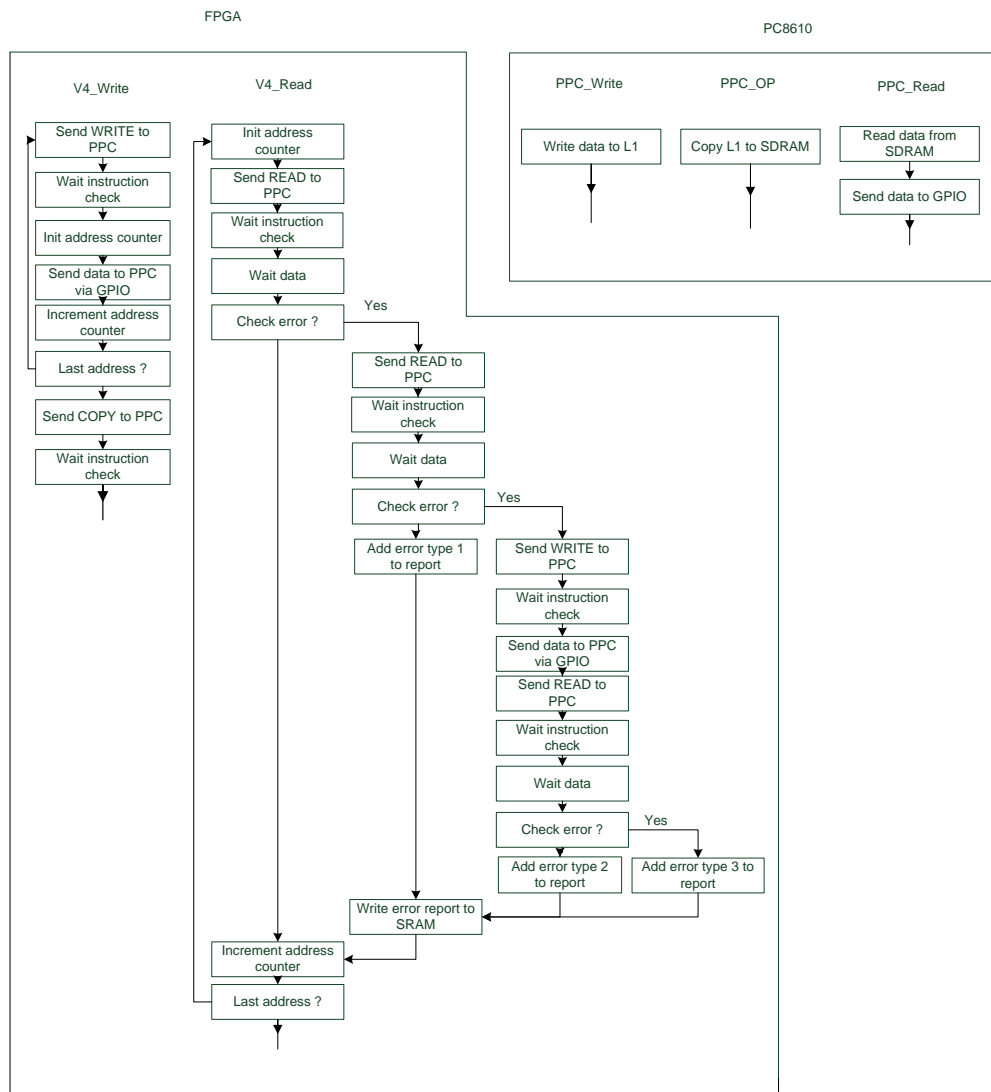 FPGA
PC8610
V4_Write
V4_Read
PPC_Write
PPC_OP
PPC_Read
Send WRITE to
PPC
Wait instruction
check
Init address counter
Send data to PPC
via GPIO
Increment address
counter
Last address ?
Send COPY to PPC
Wait instruction
check
Init address
counter
Send READ to
PPC
Wait instruction
check
Wait data
Check error ?
Yes
Send READ to
PPC
Wait instruction
check
Wait data
Check error ?
Yes
Add error type 1
to report
Send WRITE to
PPC
Wait instruction
check
Send data to PPC
via GPIO
Send READ to
PPC
Wait instruction
check
Wait data
Check error ?
Yes
Add error type 2
to report
Add error type 3 to
report
Write error report to
SRAM
Increment address
counter
Last address ?
Write data to L1
Copy L1 to SDRAM
Read data from
SDRAM
Send data to GPIO